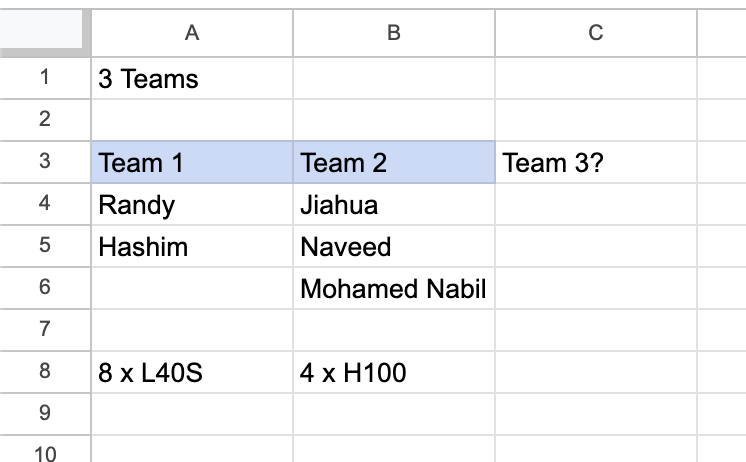 A B C
1 3 Teams
2
3 Team 1 Team 2 Team 3?
4 Randy Jiahua
5 Hashim Naveed
6 Mohamed Nabil
7
8 8 x L40S 4 x H100
9
10